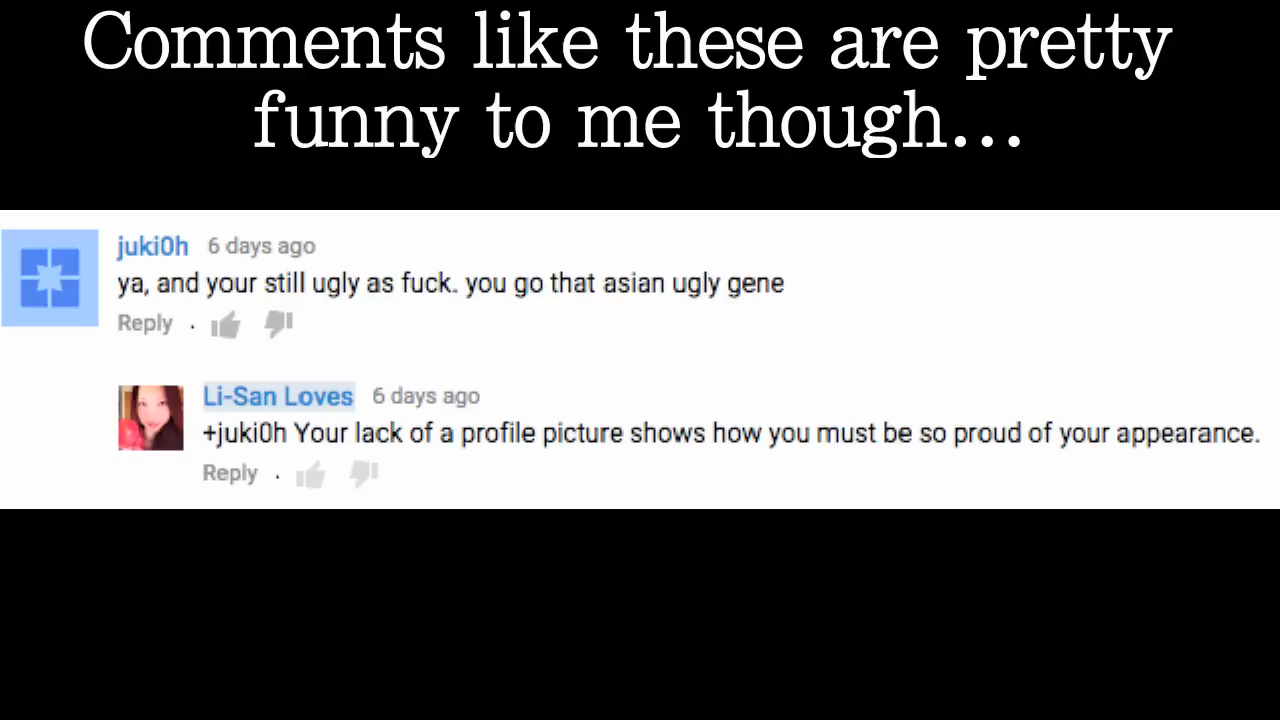 Comments like these are pretty
funny to me though...
juki0h 6 days ago
ya, and your still ugly as fuck. you go that asian ugly gene
Reply .
Li-San Loves 6 days ago
+juki0h Your lack of a profile picture shows how you must be so proud of your appearance.
Reply .